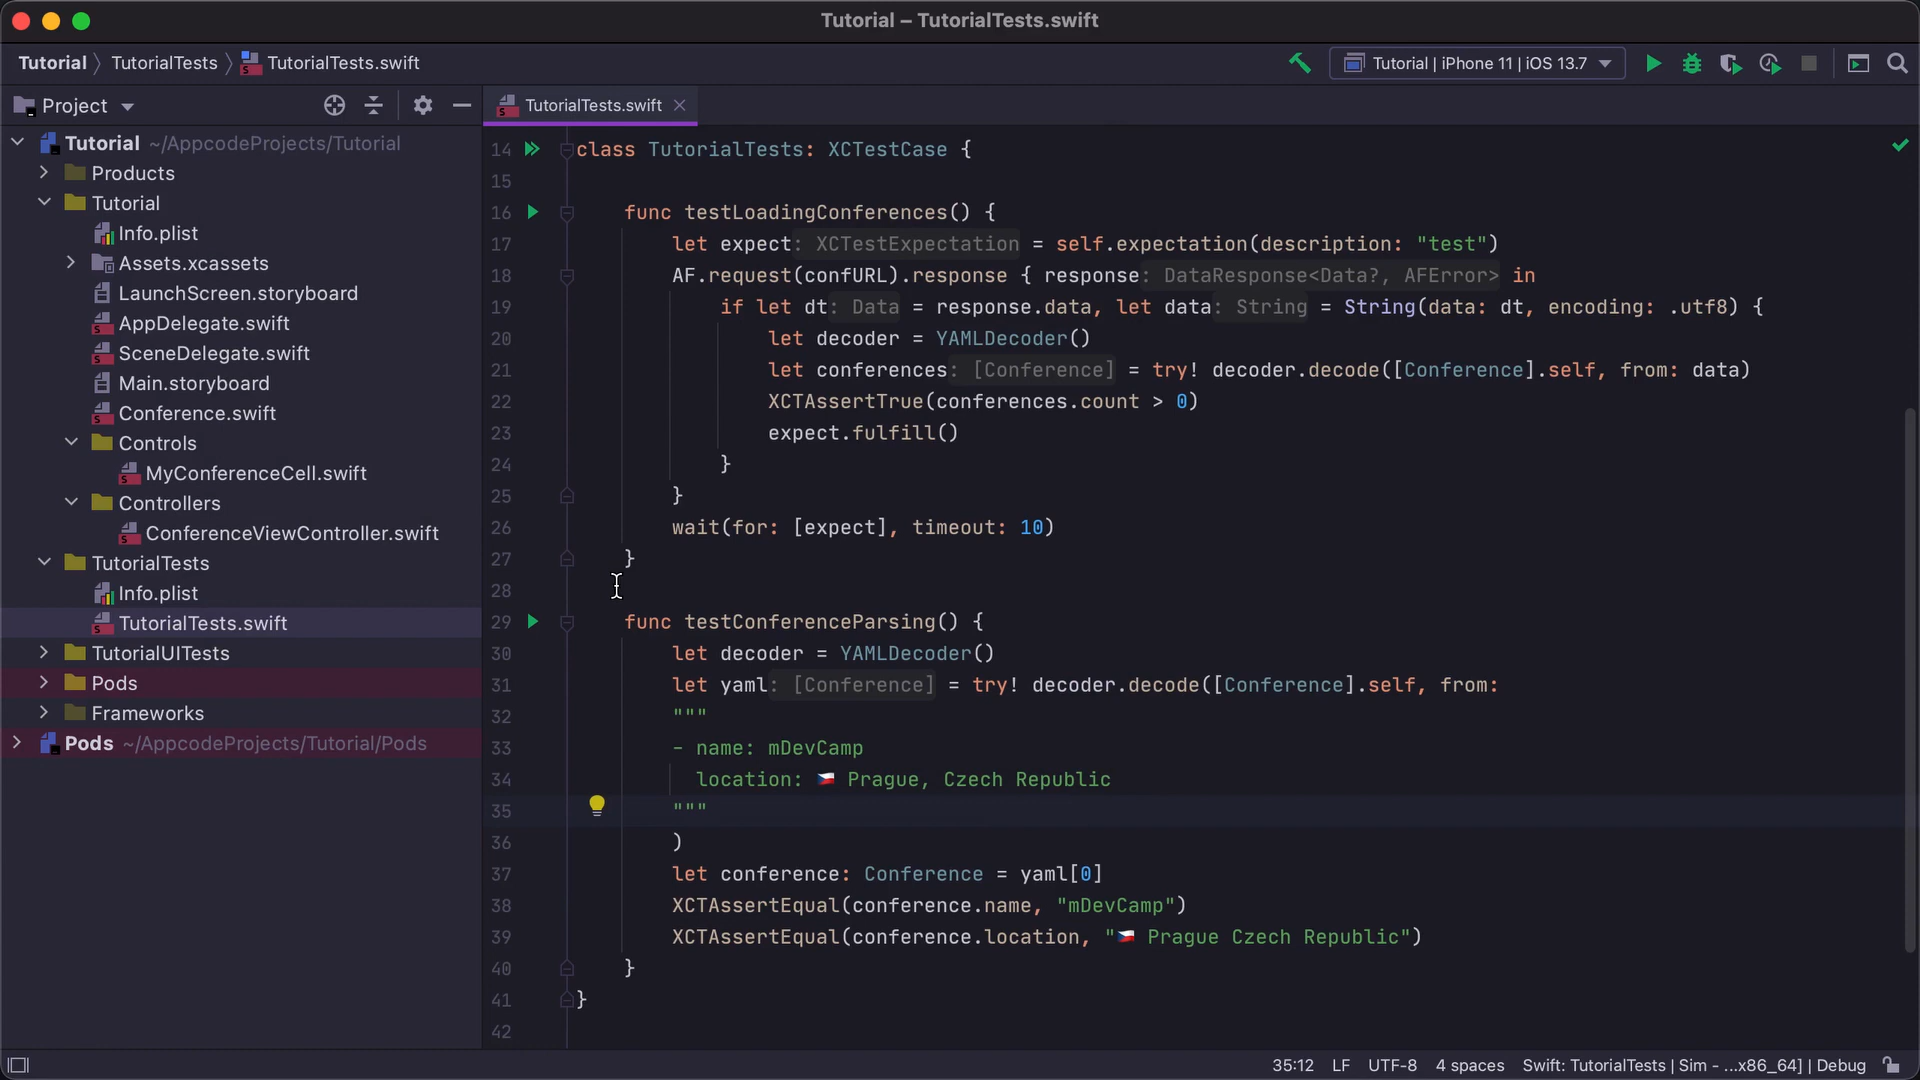 Tutorial – TutorialTests.swift
Tutorial 〉 TutorialTests 〉 TutorialTests.swift
Tutorial | iPhone 11 | iOS 13.7
Project
TutorialTests.swift
Tutorial ~/AppcodeProjects/Tutorial
Products
Tutorial
Info.plist
Assets.xcassets
LaunchScreen.storyboard
AppDelegate.swift
SceneDelegate.swift
Main.storyboard
Conference.swift
Controls
MyConferenceCell.swift
Controllers
ConferenceViewController.swift
TutorialTests
Info.plist
TutorialTests.swift
TutorialUITests
Pods
Frameworks
Pods ~/AppcodeProjects/Tutorial/Pods
14 class TutorialTests: XCTestCase {
15
16 func testLoadingConferences() {
17 let expect: XCTestExpectation = self.expectation(description: "test")
18 AF.request(confURL).response { response: DataResponse<Data?, AFError> in
19 if let dt: Data = response.data, let data: String = String(data: dt, encoding: .utf8) {
20 let decoder = YAMLDecoder()
21 let conferences: [Conference] = try! decoder.decode([Conference].self, from: data)
22 XCTAssertTrue(conferences.count > 0)
23 expect.fulfill()
24 }
25 }
26 wait(for: [expect], timeout: 10)
27 }
28
29 func testConferenceParsing() {
30 let decoder = YAMLDecoder()
31 let yaml: [Conference] = try! decoder.decode([Conference].self, from:
32 """
33 - name: mDevCamp
34 location: 🇨🇿 Prague, Czech Republic
35 """
36 )
37 let conference: Conference = yaml[0]
38 XCTAssertEqual(conference.name, "mDevCamp")
39 XCTAssertEqual(conference.location, "🇨🇿 Prague Czech Republic")
40 }
41 }
42
35:12 LF UTF-8 4 spaces Swift: TutorialTests | Sim - ...x86_64] | Debug